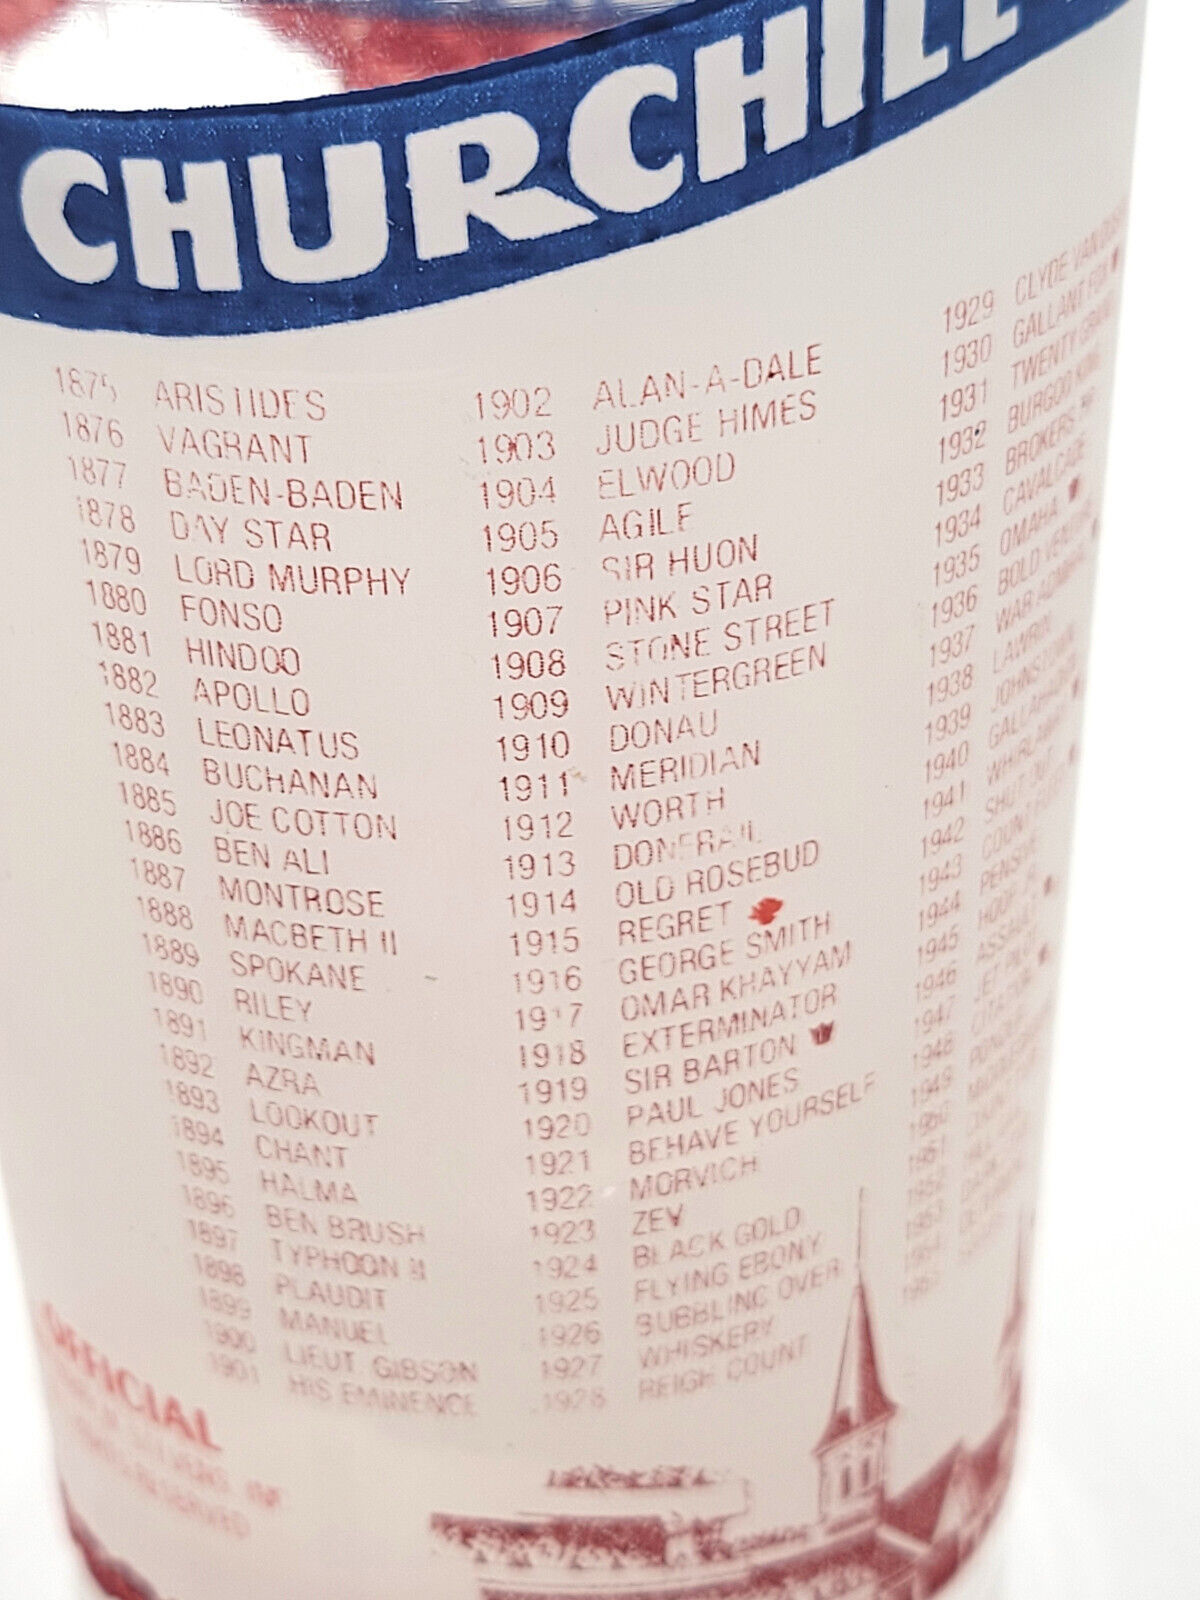 CHURCHILL
1875 ARISTIDES
1876 VAGRANT
1877 BADEN-BADEN
1878 DAY STAR
1879 LORD MURPHY
1880 FONSO
1881 HINDOO
1882 APOLLO
1883 LEONATUS
1884 BUCHANAN
1885 JOE COTTON
1886 BEN ALI
1887 MONTROSE
1888 MACBETH II
1889 SPOKANE
1890 RILEY
1891 KINGMAN
1892 AZRA
1893 LOOKOUT
1894 CHANT
1895 HALMA
1896 BEN BRUSH
1897 TYPHOON II
1898 PLAUDIT
1899 MANUEL
1900 LIEUT. GIBSON
1901 HIS EMINENCE
1902 ALAN-A-DALE
1903 JUDGE HIMES
1904 ELWOOD
1905 AGILE
1906 SIR HUON
1907 PINK STAR
1908 STONE STREET
1909 WINTERGREEN
1910 DONAU
1911 MERIDIAN
1912 WORTH
1913 DONERAIL
1914 OLD ROSEBUD
1915 REGRET
1916 GEORGE SMITH
1917 OMAR KHAYYAM
1918 EXTERMINATOR
1919 SIR BARTON
1920 PAUL JONES
1921 BEHAVE YOURSELF
1922 MORVICH
1923 ZEV
1924 BLACK GOLD
1925 FLYING EBONY
1926 BUBBLING OVER
1927 WHISKERY
1928 REIGH COUNT
1929 CLYDE VAN
1930 GALLANT FOX
1931 TWENTY GRAND
1932 BURGOO KING
1933 BROKERS
1934 CAVALCADE
1935 OMAHA
1936 BOLD
1937 WAR ADMIRAL
1938 LAWRIN
1939 JOHNSTOWN
1940 GALLAHADION
1941 WHIRLAWAY
1942 SHUT OUT
1943 COUNT FLEET
1944 PENSIVE
1945 HOOP JR
1946 ASSAULT
1947 JET PILOT
1948 CITATION
1949 PONDER
1950
1951
1952
1953
1954
OFFICIAL